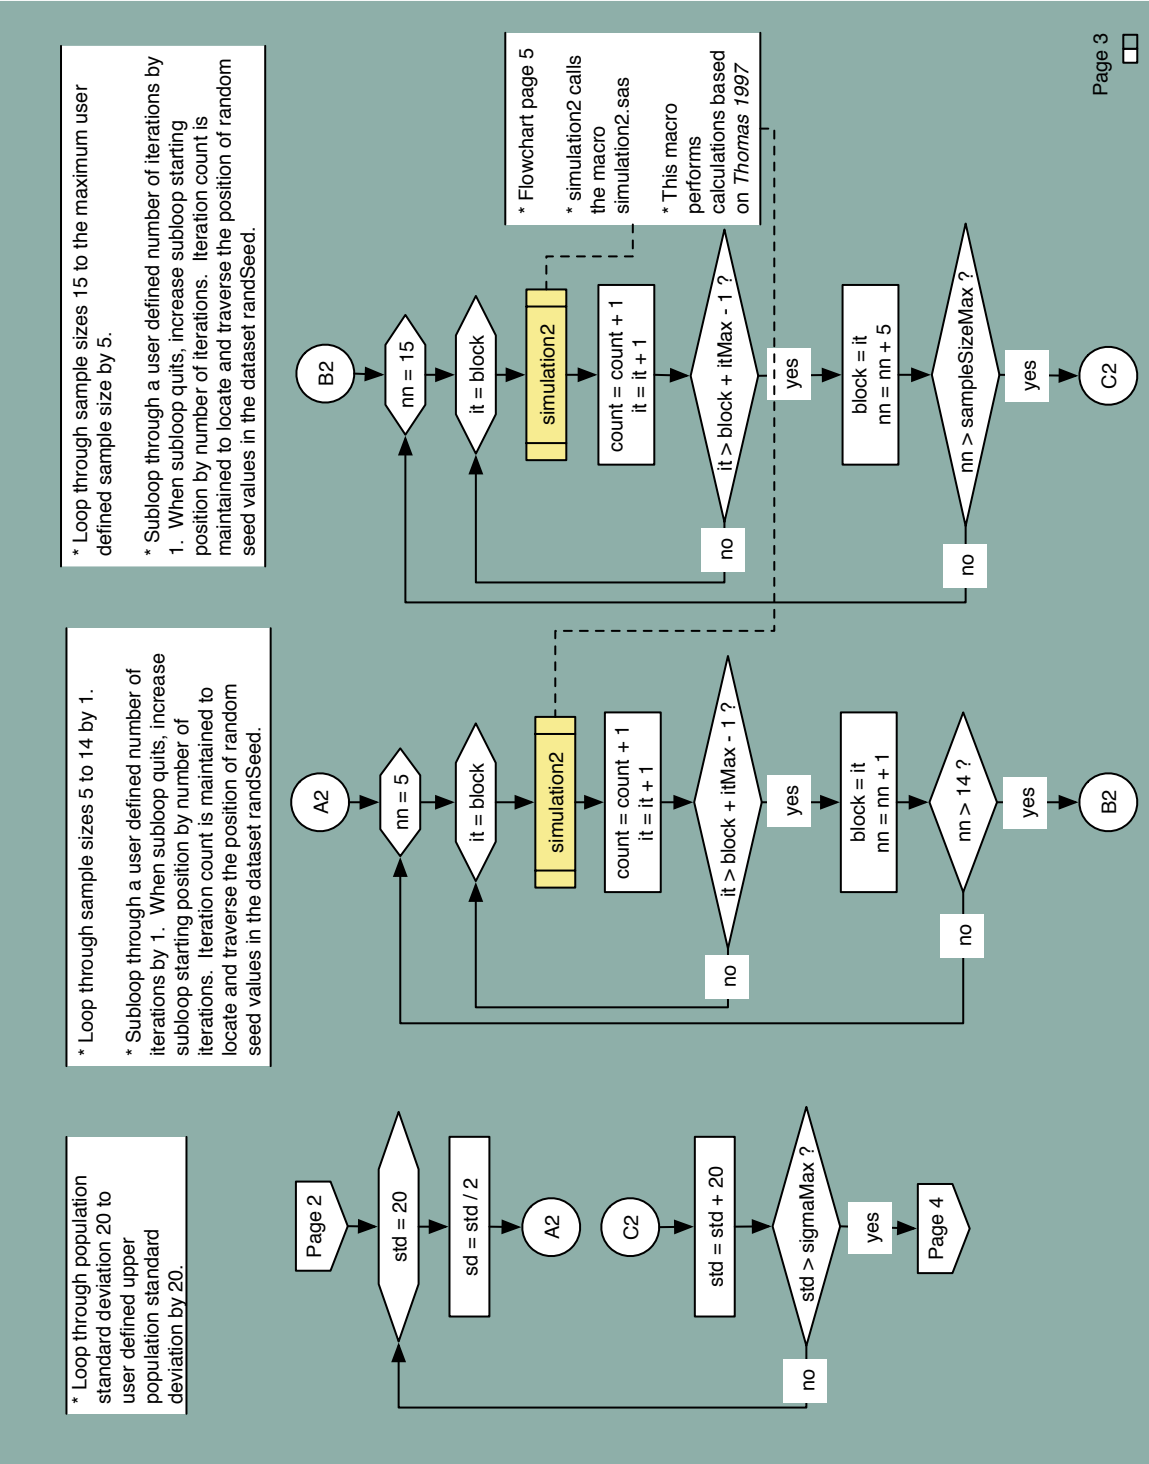 * Loop through population
standard deviation 20 to
user defined upper
population standard
deviation by 20.
Page 2
std = 20
sd = std / 2
A2
C2
std = std + 20
std > sigmaMax ?
no
yes
Page 4
* Loop through sample sizes 5 to 14 by 1.
* Subloop through a user defined number of
iterations by 1. When subloop quits, increase
subloop starting position by number of
iterations. Iteration count is maintained to
locate and traverse the position of random
seed values in the dataset randSeed.
A2
nn = 5
it = block
simulation2
count = count + 1
it = it + 1
it > block + itMax - 1 ?
no
yes
block = it
nn = nn + 1
nn > 14 ?
no
yes
B2
* Loop through sample sizes 15 to the maximum user
defined sample size by 5.
* Subloop through a user defined number of iterations by
1. When subloop quits, increase subloop starting
position by number of iterations. Iteration count is
maintained to locate and traverse the position of random
seed values in the dataset randSeed.
B2
nn = 15
it = block
simulation2
count = count + 1
it = it + 1
it > block + itMax - 1 ?
no
yes
block = it
nn = nn + 5
nn > sampleSizeMax ?
no
yes
C2
* Flowchart page 5
* simulation2 calls
the macro
simulation2.sas
* This macro
performs
calculations based
on Thomas 1997
Page 3